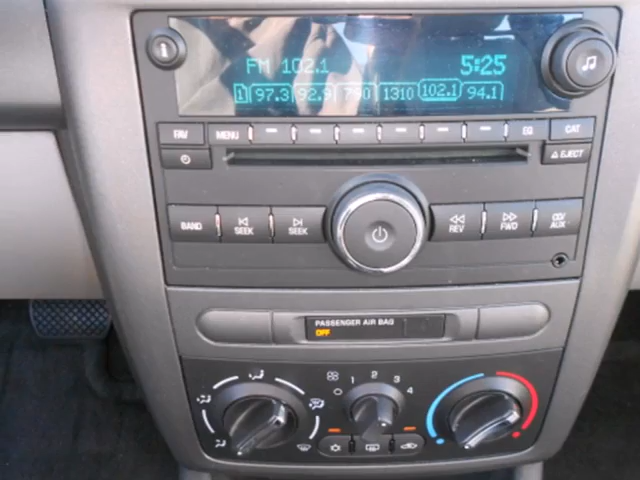 FM 102.1 5:25
1 97.3 92.9 790 1310 102.1 94.1
FAV MENU EQ CAT
EJECT
BAND SEEK SEEK REV FWD CD/AUX
PASSENGER AIR BAG
OFF
1 2 3 4